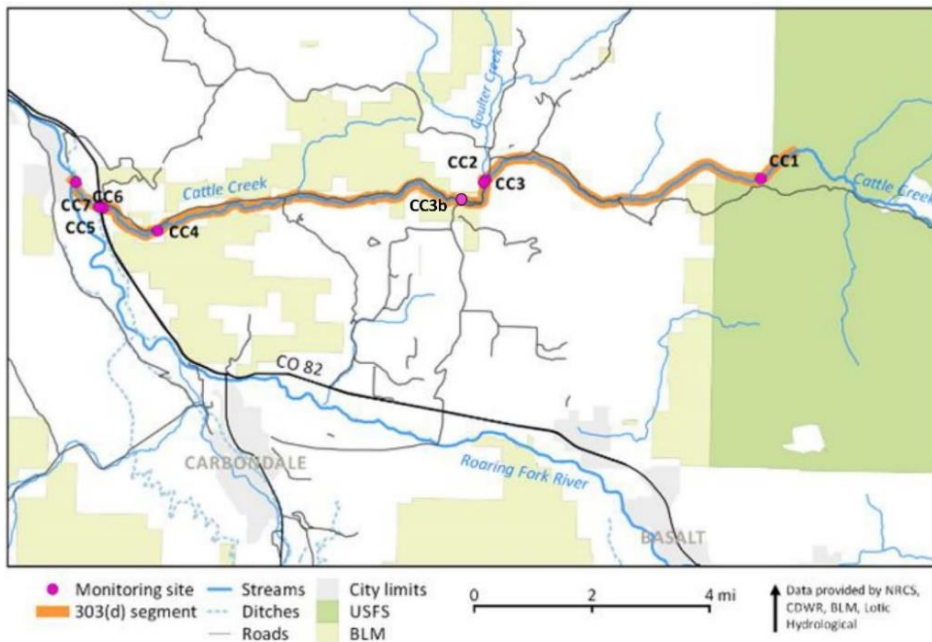 Coulter Creek
CC2
CC1
CC3
Cattle Creek
Cattle Creek
CC3b
CC6
CC7
CC5
CC4
CO 82
CARBONDALE
Roaring Fork River
BASALT
Monitoring site
303(d) segment
Streams
Ditches
Roads
City limits
USFS
BLM
0 2 4 mi
Data provided by NRCS,
CDWR, BLM, Lotic
Hydrological